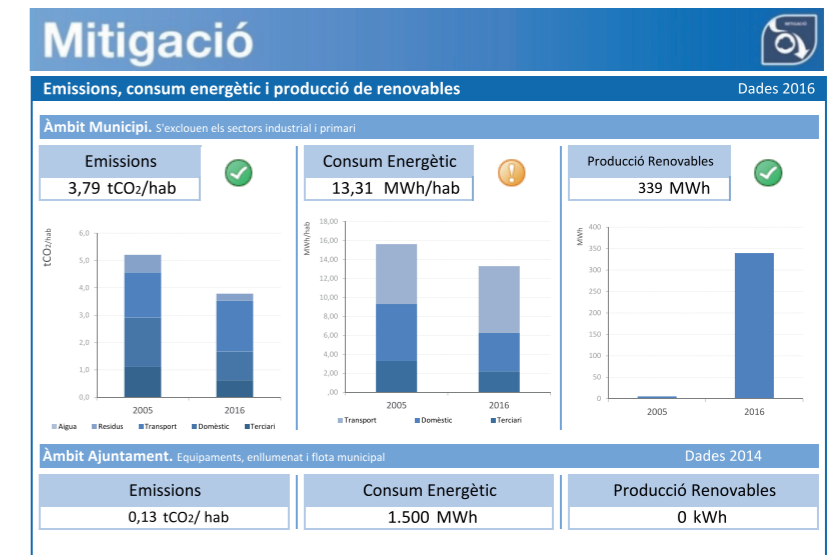 Mitigació
MITIGACIÓ
Emissions, consum energètic i producció de renovables
Dades 2016
Àmbit Municipi. S'exclouen els sectors industrial i primari
Emissions
3,79 tCO2/hab
Consum Energètic
13,31 MWh/hab
Producció Renovables
339 MWh
tCO2/hab
6,0
5,0
4,0
3,0
2,0
1,0
0,0
2005
2016
Aigua Residus Transport Domèstic Terciari
MWh/hab
18,00
16,00
14,00
12,00
10,00
8,00
6,00
4,00
2,00
,00
2005
2016
Transport Domèstic Terciari
MWh
400
350
300
250
200
150
100
50
0
2005
2016
Àmbit Ajuntament. Equipaments, enllumenat i flota municipal
Dades 2014
Emissions
0,13 tCO2/ hab
Consum Energètic
1.500 MWh
Producció Renovables
0 kWh